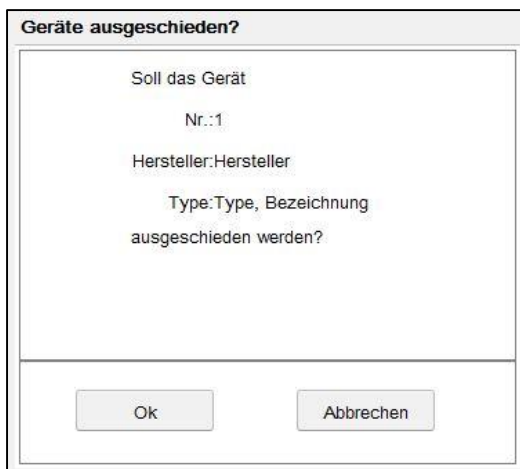 Geräte ausgeschieden?
Soll das Gerät
Nr.:1
Hersteller:Hersteller
Type:Type, Bezeichnung
ausgeschieden werden?
Ok
Abbrechen